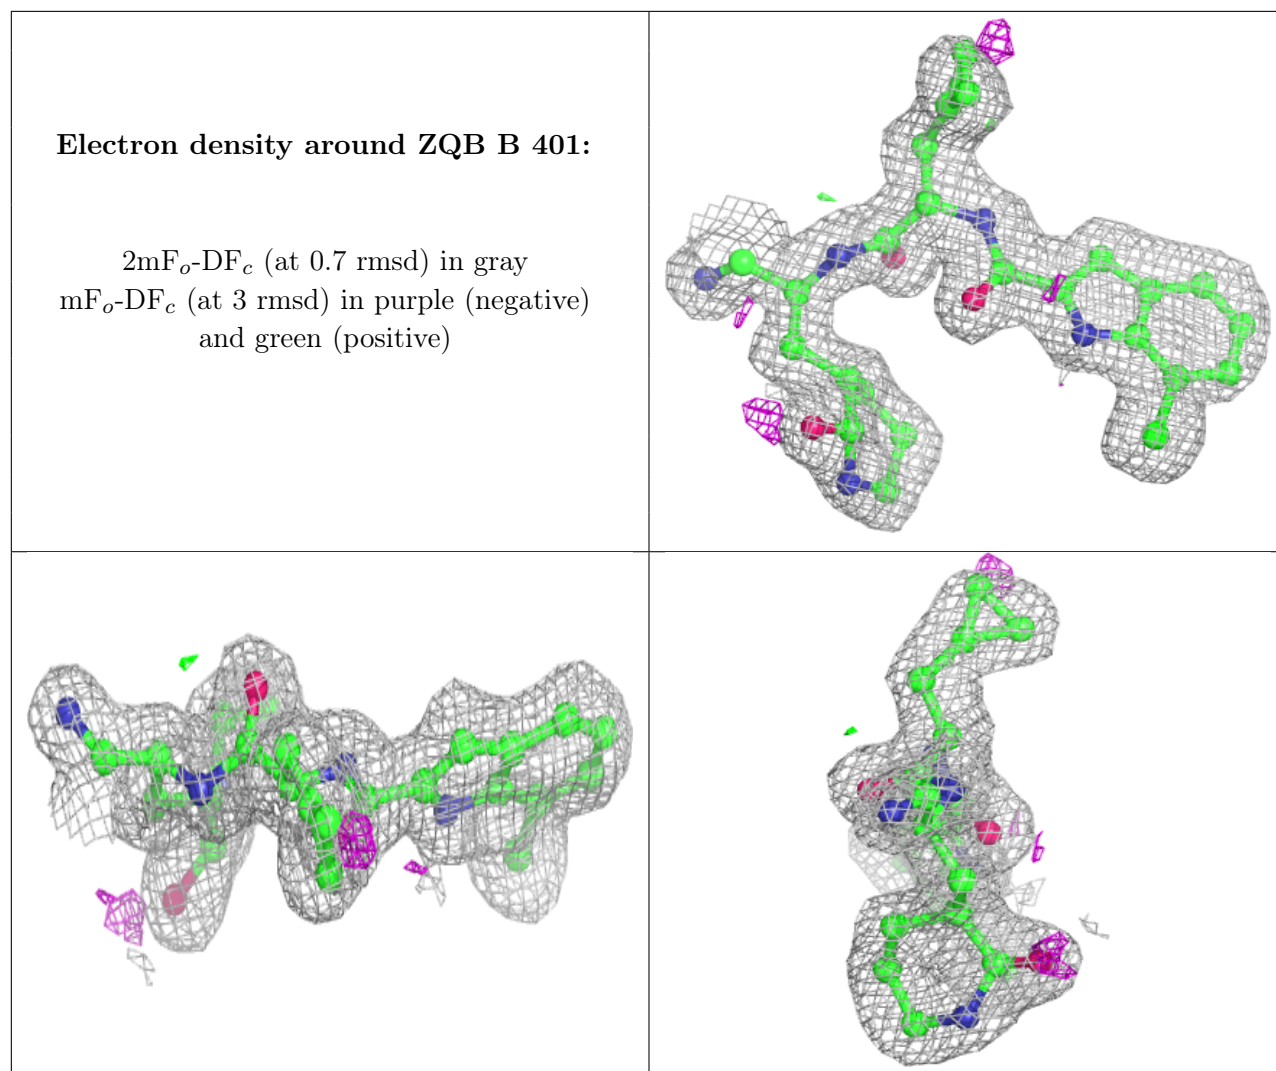 Electron density around ZQB B 401:
2mFo-DFc (at 0.7 rmsd) in gray
mFo-DFc (at 3 rmsd) in purple (negative)
and green (positive)